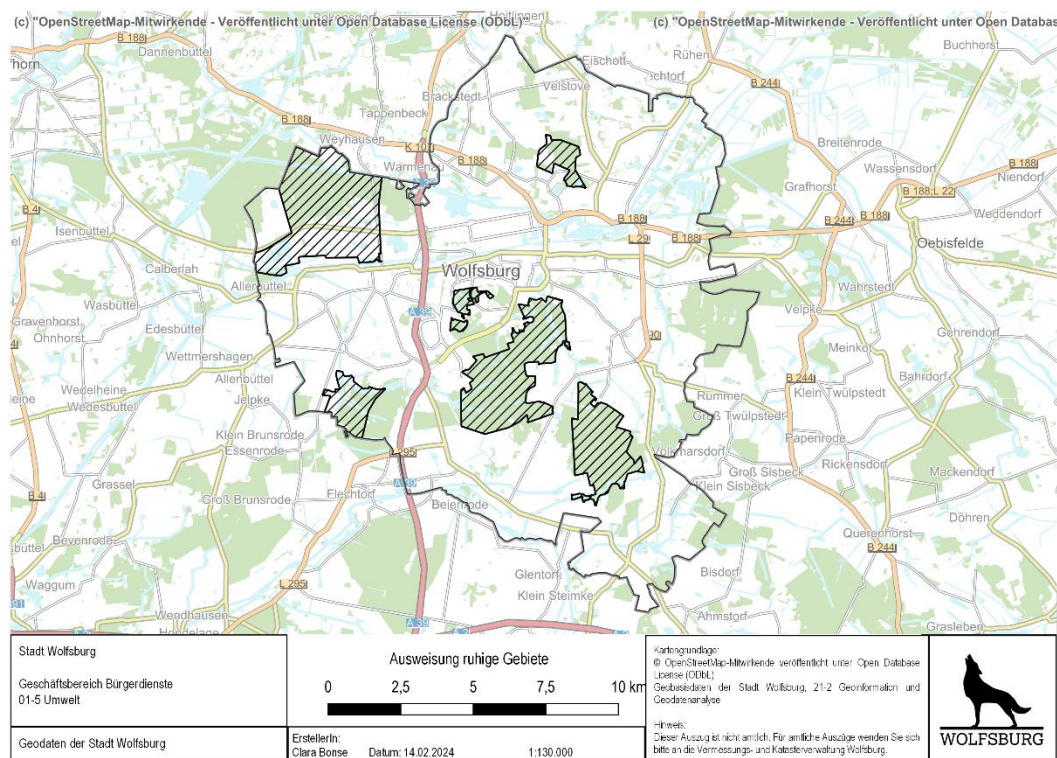 (c) "OpenStreetMap-Mitwirkende - Veröffentlicht unter Open Database License (ODbL)"
(c) "OpenStreetMap-Mitwirkende - Veröffentlicht unter Open Databas
Hoitlingen
Buchhorst
B 188
Dannenbüttel
Eischott
Rühen
Velstove
Brackstedt
B 244
Tappenbeck
B 188
Weyhausen
Breitenrode
Wassensdorf
B 188
B 188
Niendorf
Grafhorst
B 188
L 22
B 4
Weddendorf
Isenbüttel
B 188
B 244
B 188
L 29
B 188
Oebisfelde
Calberlah
Wolfsburg
Allerbüttel
Wahrstedt
Wasbüttel
Velpke
A 39
Gravenhorst
Edesbüttel
Gehrendorf
Ohnhorst
Wettmershagen
Meinkot
Allenbüttel
Bahrdorf
Wedelheine
Jelpke
B 244
Klein Twülpstedt
Wedesbüttel
Rümmer
Groß Twülpstedt
Klein Brunsrode
Papenrode
Essenrode
Volkmarsdorf
Rickensdorf
Groß Sisbeck
Mackendorf
Grassel
Flechtorf
A 39
Klein Sisbeck
B 4
Groß Brunsrode
Beienrode
Döhren
Bevenrode
Querenhorst
B 244
Glentorf
Bisdorf
Waggum
L 295
Klein Steimke
Wendhausen
Ahmstorf
Grasleben
A 39
Stadt Wolfsburg
Geschäftsbereich Bürgerdienste
01-5 Umwelt
Geodaten der Stadt Wolfsburg
Ausweisung ruhige Gebiete
0 2,5 5 7,5 10 km
ErstellerIn:
Clara Bonse Datum: 14.02.2024 1:130.000
Kartengrundlage:
© OpenStreetMap-Mitwirkende veröffentlicht unter Open Database
License (ODbL)
Geobasisdaten der Stadt Wolfsburg, 21-2 Geoinformation und
Geodatenanalyse
Hinweis:
Dieser Auszug ist nicht amtlich. Für amtliche Auszüge wenden Sie sich
bitte an die Vermessungs- und Katasterverwaltung Wolfsburg.
WOLFSBURG